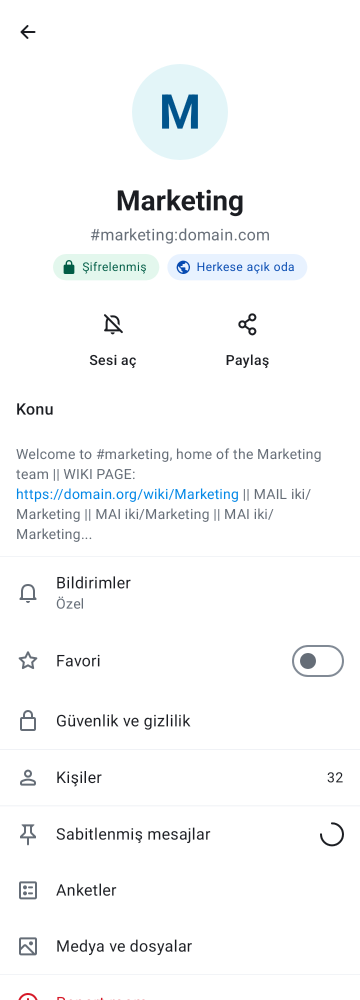 M
Marketing
#marketing:domain.com
Şifrelenmiş
Herkese açık oda
Sesi aç
Paylaş
Konu
Welcome to #marketing, home of the Marketing
team || WIKI PAGE:
https://domain.org/wiki/Marketing || MAIL iki/
Marketing || MAI iki/Marketing || MAI iki/
Marketing...
Bildirimler
Özel
Favori
Güvenlik ve gizlilik
Kişiler
32
Sabitlenmiş mesajlar
Anketler
Medya ve dosyalar
Report room